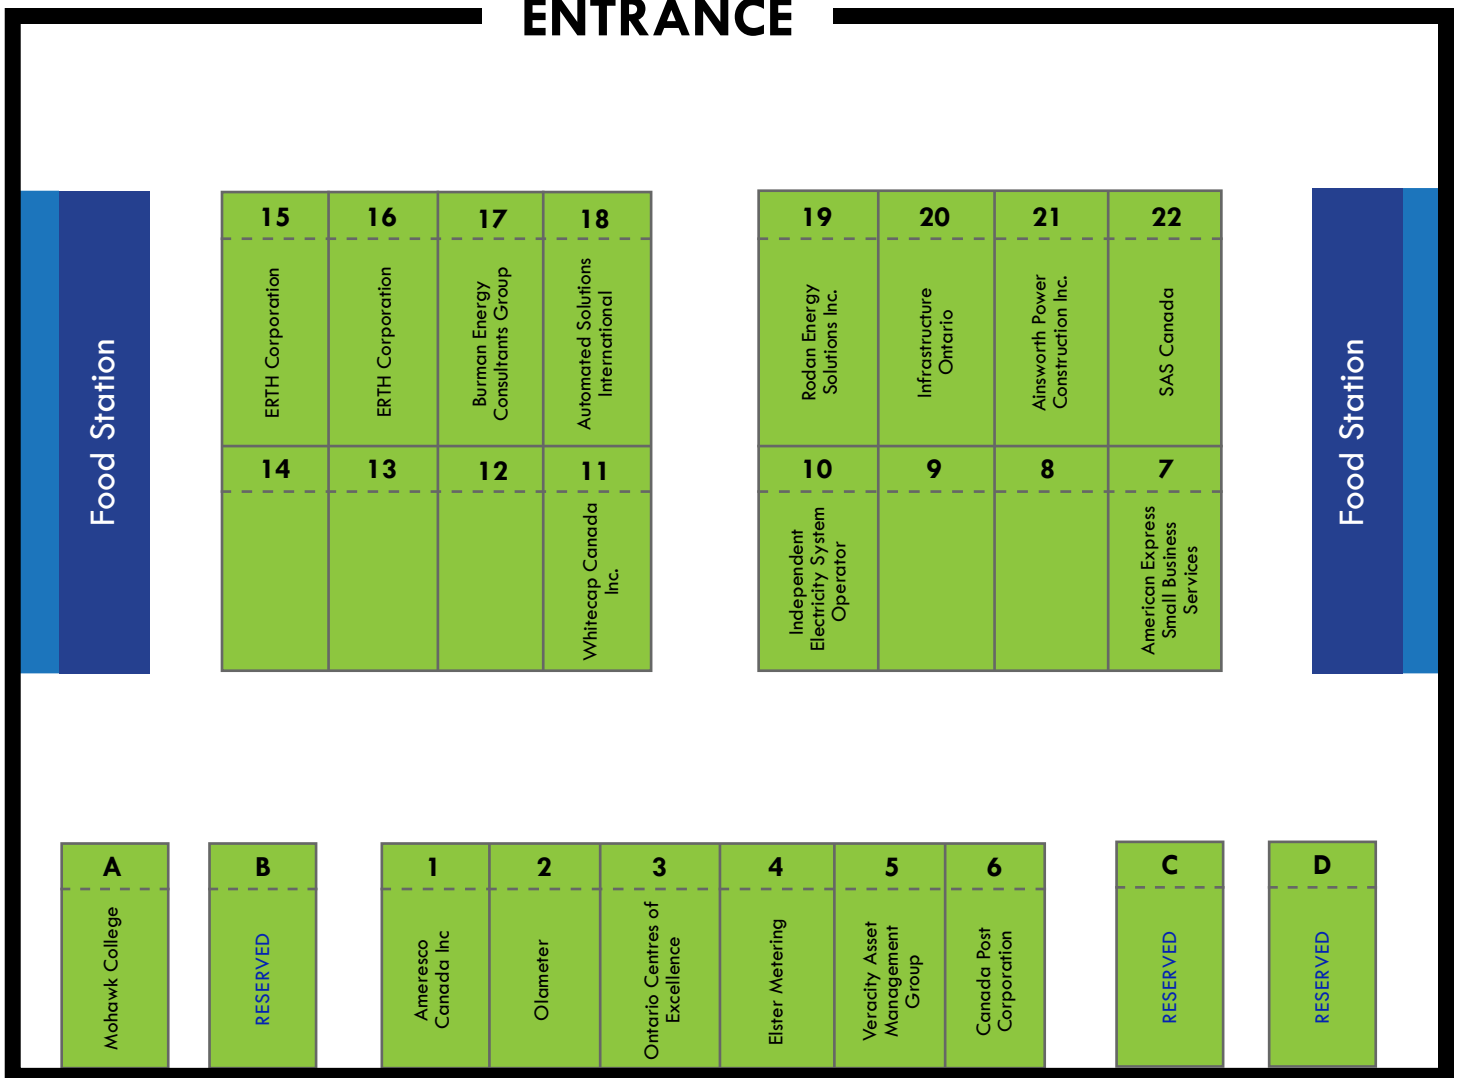 ENTRANCE
Food Station
15
ERTH Corporation
16
ERTH Corporation
17
Burman Energy
Consultants Group
18
Automated Solutions
International
19
Rodan Energy
Solutions Inc.
20
Infrastructure
Ontario
21
Ainsworth Power
Construction Inc.
22
SAS Canada
Food Station
14
13
12
11
Whitecap Canada
Inc.
10
Independent
Electricity System
Operator
9
8
7
American Express
Small Business
Services
A
Mohawk College
B
RESERVED
1
Ameresco
Canada Inc
2
Olameter
3
Ontario Centres of
Excellence
4
Elster Metering
5
Veracity Asset
Management
Group
6
Canada Post
Corporation
C
RESERVED
D
RESERVED